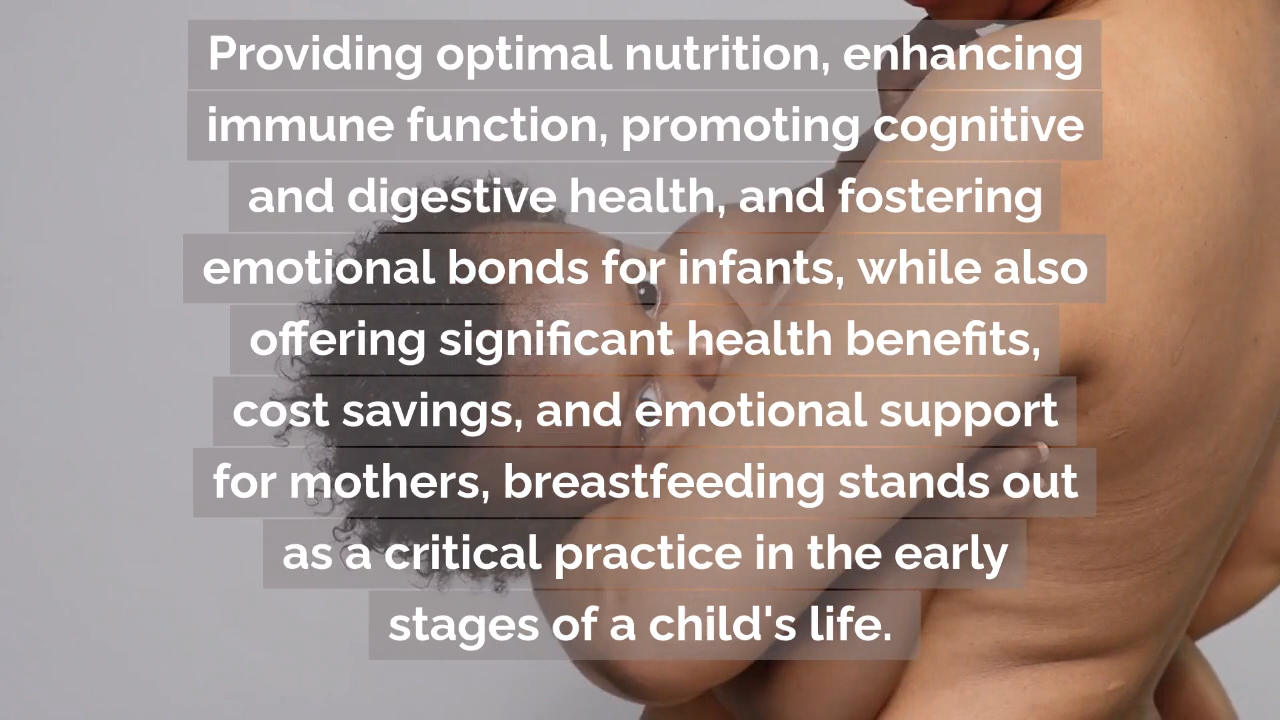 Providing optimal nutrition, enhancing
immune function, promoting cognitive
and digestive health, and fostering
emotional bonds for infants, while also
offering significant health benefits,
cost savings, and emotional support
for mothers, breastfeeding stands out
as a critical practice in the early
stages of a child's life.